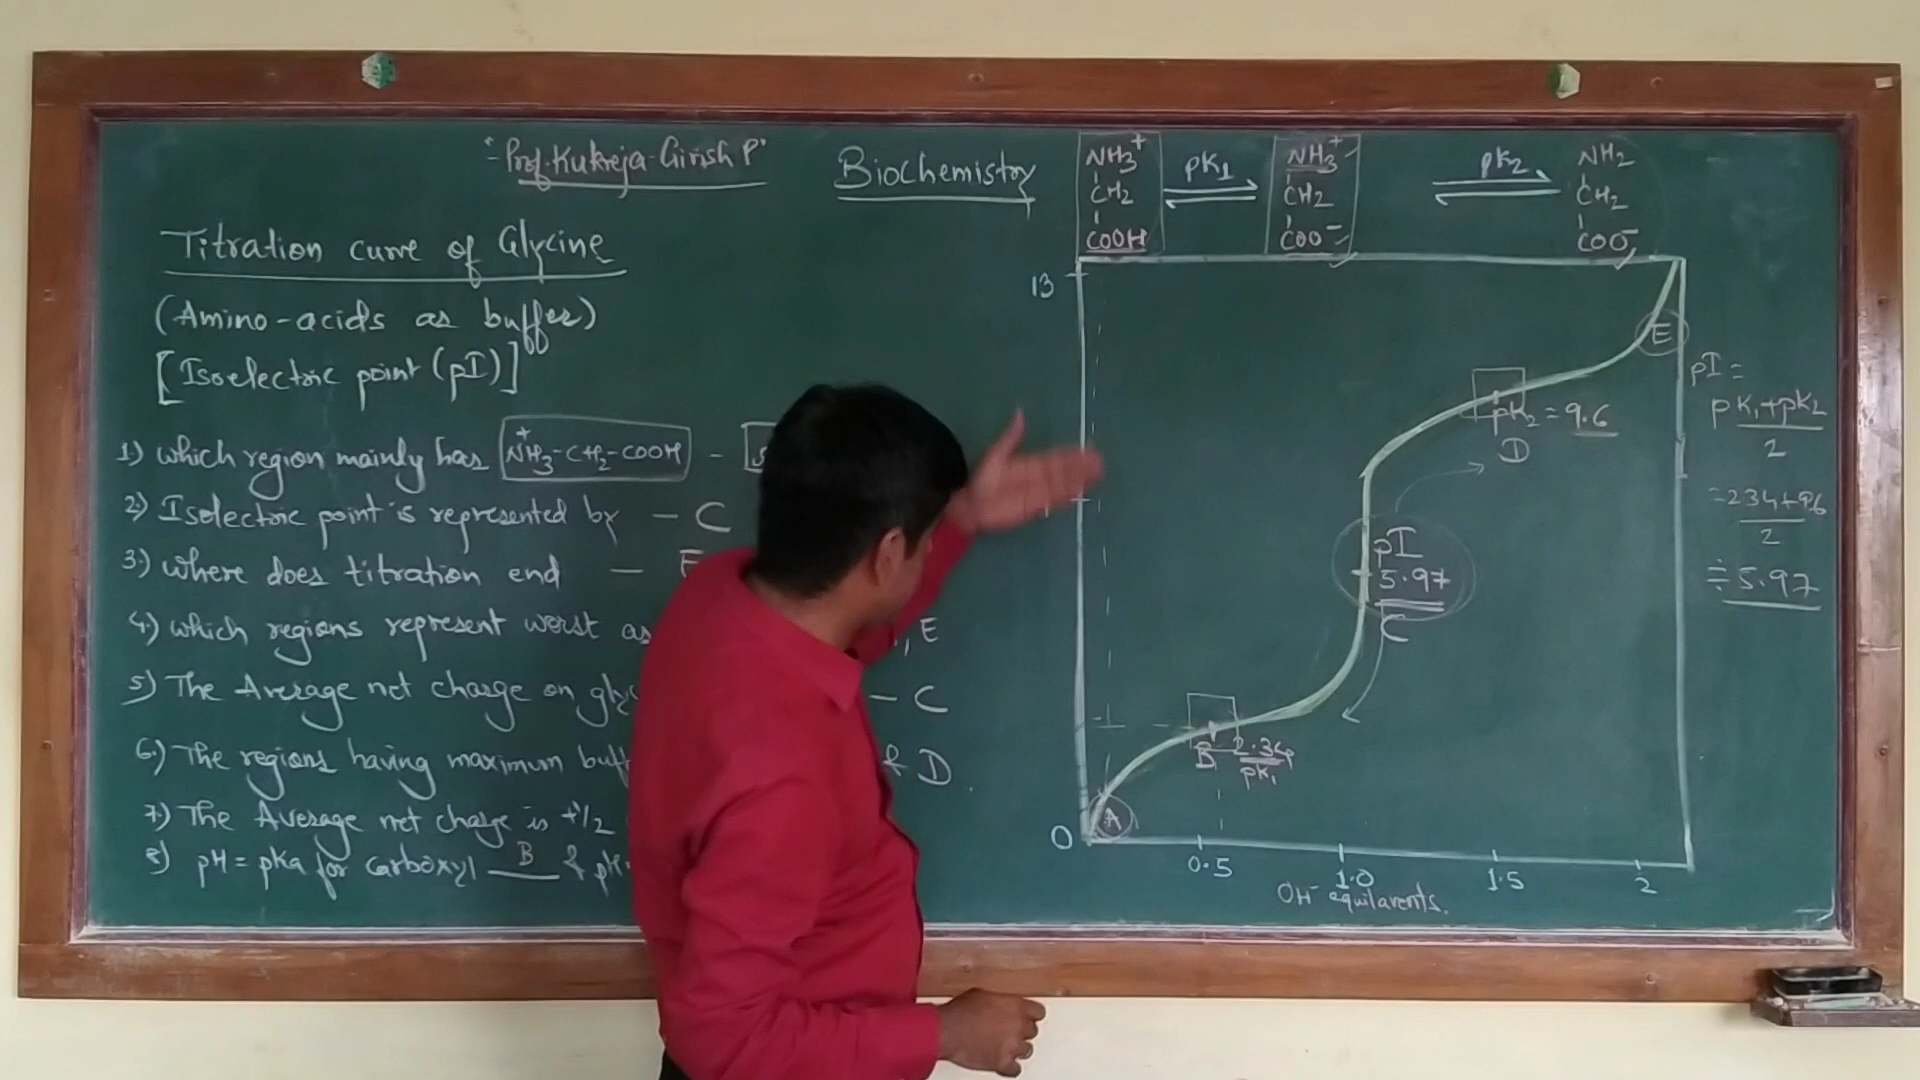 "Prof. Kukreja Girish P"
Biochemistry
Titration curve of Glycine
(Amino-acids as buffer)
[Isoelectric point (pI)]
1) which region mainly has NH3+-CH2-COOH -
2) Isolectric point is represented by - C
3) where does titration end - E
4) which regions represent worst as , E
5) The Average net charge on gly - C
6) The regions having maximum buff & D.
7) The Average net charge is +1/2
8) pH = pKa for carboxyl B & pH
NH3+
CH2
COOH
pK1
NH3+
CH2
COO-
pK2
NH2
CH2
COO-
13
E
pK2 = 9.6
D
pI
5.97
C
B 2.34
pK1
A
0
0.5
1.0
1.5
2
OH- equilavents.
pI =
pK1+pK2
2
= 234+9.6
2
= 5.97